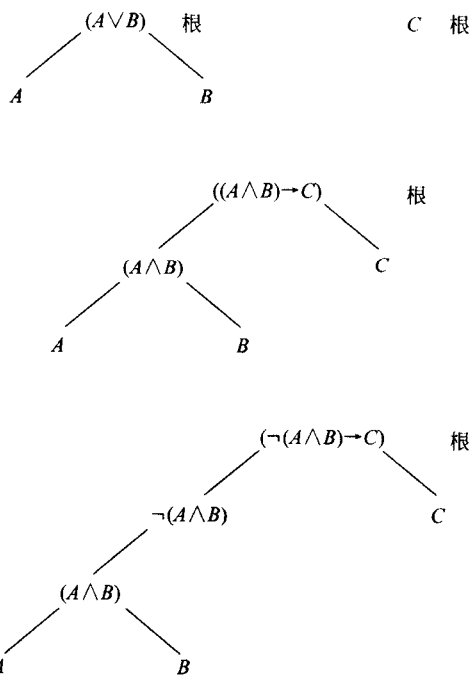 (A∨B) 根 C 根
A B
((A∧B)→C) 根
(A∧B) C
A B
(¬(A∧B)→C) 根
¬(A∧B) C
(A∧B)
A B